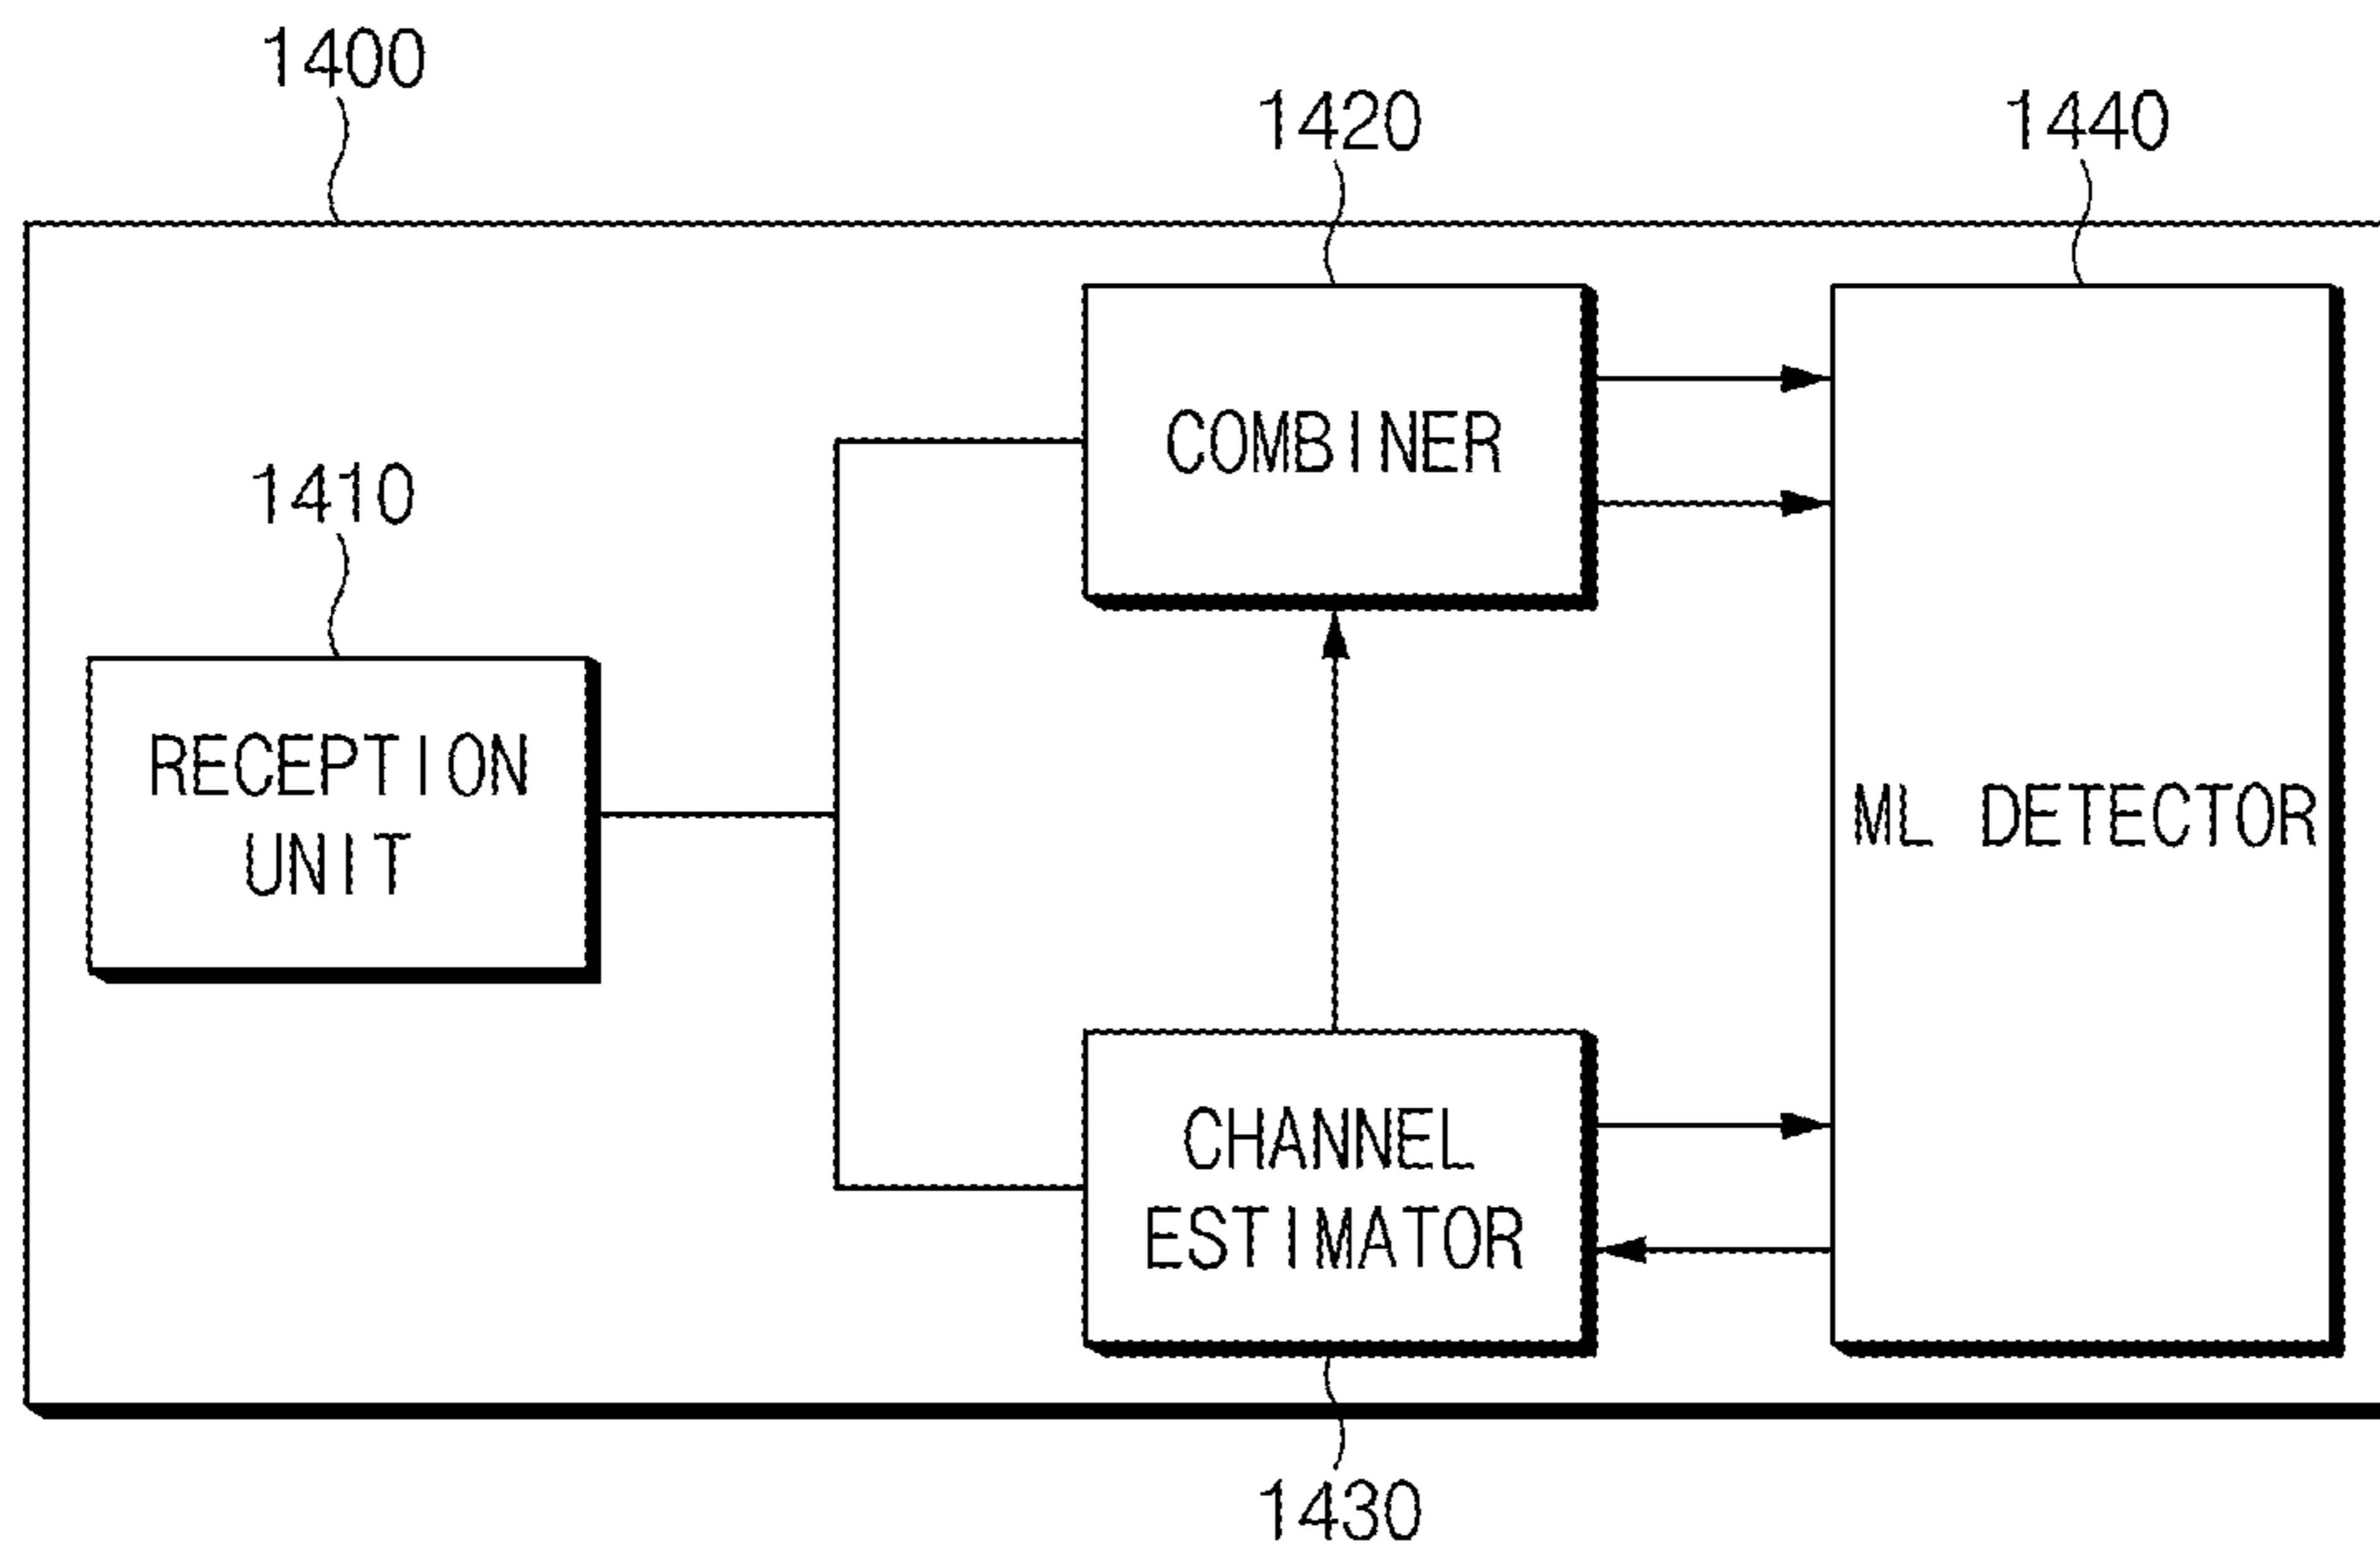 1400
1420
1440
COMBINER
1410
RECEPTION
UNIT
ML DETECTOR
CHANNEL
ESTIMATOR
1430